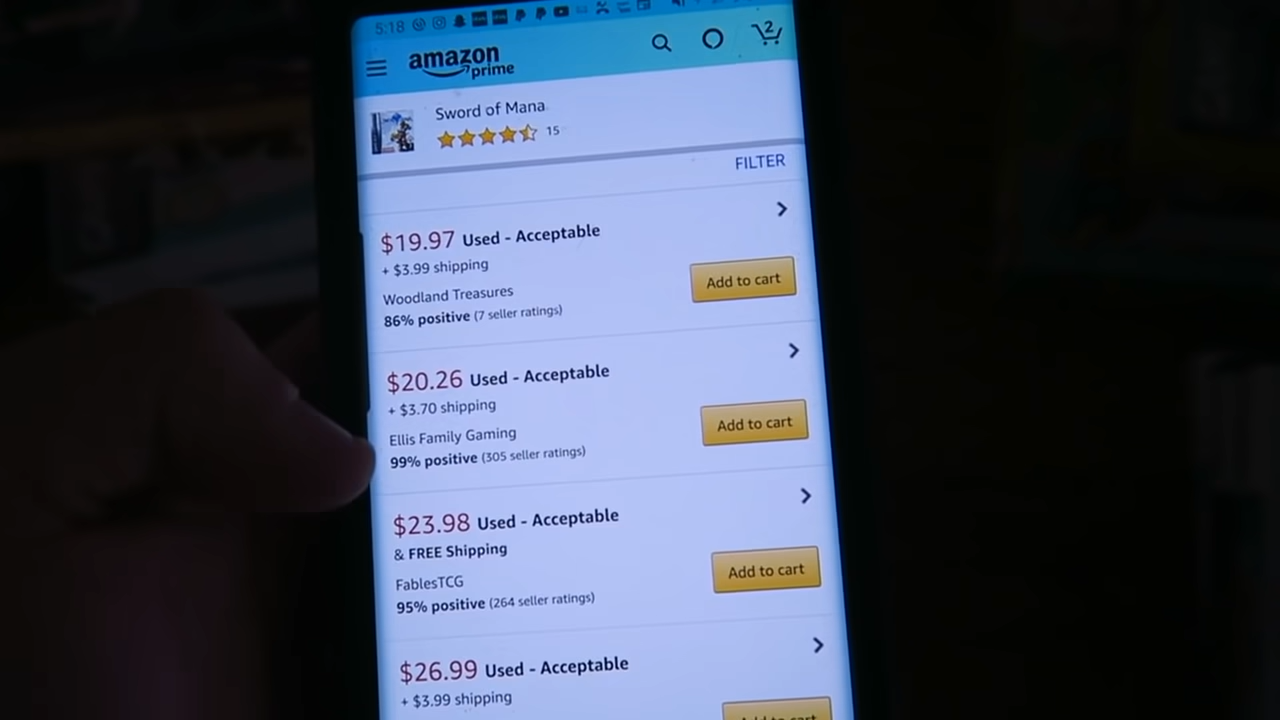 5:18
amazon
prime
2
Sword of Mana
15
FILTER
$19.97 Used - Acceptable
+ $3.99 shipping
Add to cart
Woodland Treasures
86% positive (7 seller ratings)
$20.26 Used - Acceptable
+ $3.70 shipping
Add to cart
Ellis Family Gaming
99% positive (305 seller ratings)
$23.98 Used - Acceptable
& FREE Shipping
Add to cart
FablesTCG
95% positive (264 seller ratings)
$26.99 Used - Acceptable
+ $3.99 shipping
Add to cart